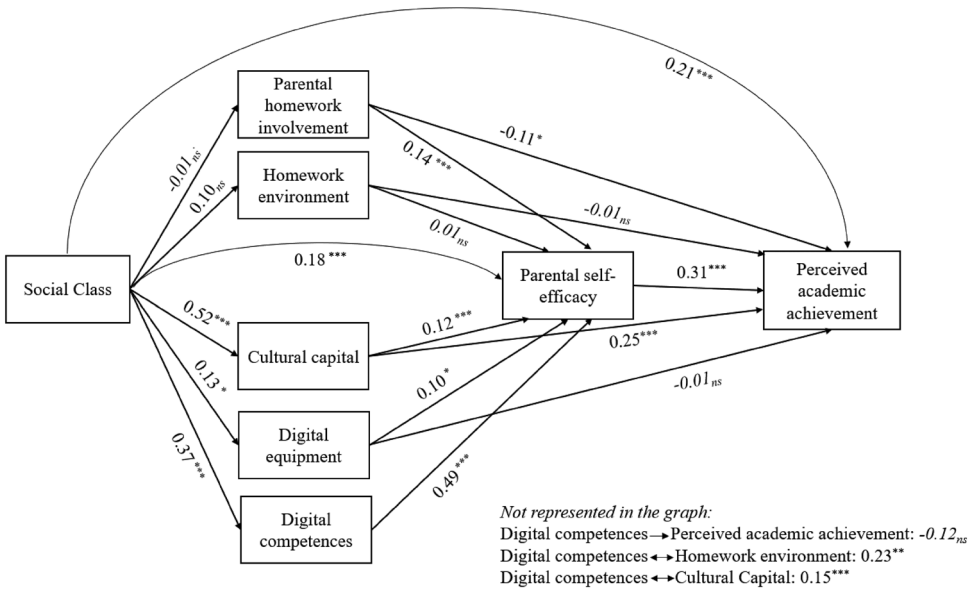 0.21***
Parental
homework
involvement
-0.11*
-0.01ns
0.14***
Homework
environment
0.10ns
-0.01ns
0.01ns
Social Class
0.18***
Parental self-
efficacy
0.31***
Perceived
academic
achievement
0.52***
Cultural capital
0.12***
0.25***
0.13*
0.10*
-0.01ns
Digital
equipment
0.37***
0.49***
Digital
competences
Not represented in the graph:
Digital competences→Perceived academic achievement: -0.12ns
Digital competences↔Homework environment: 0.23**
Digital competences↔Cultural Capital: 0.15***